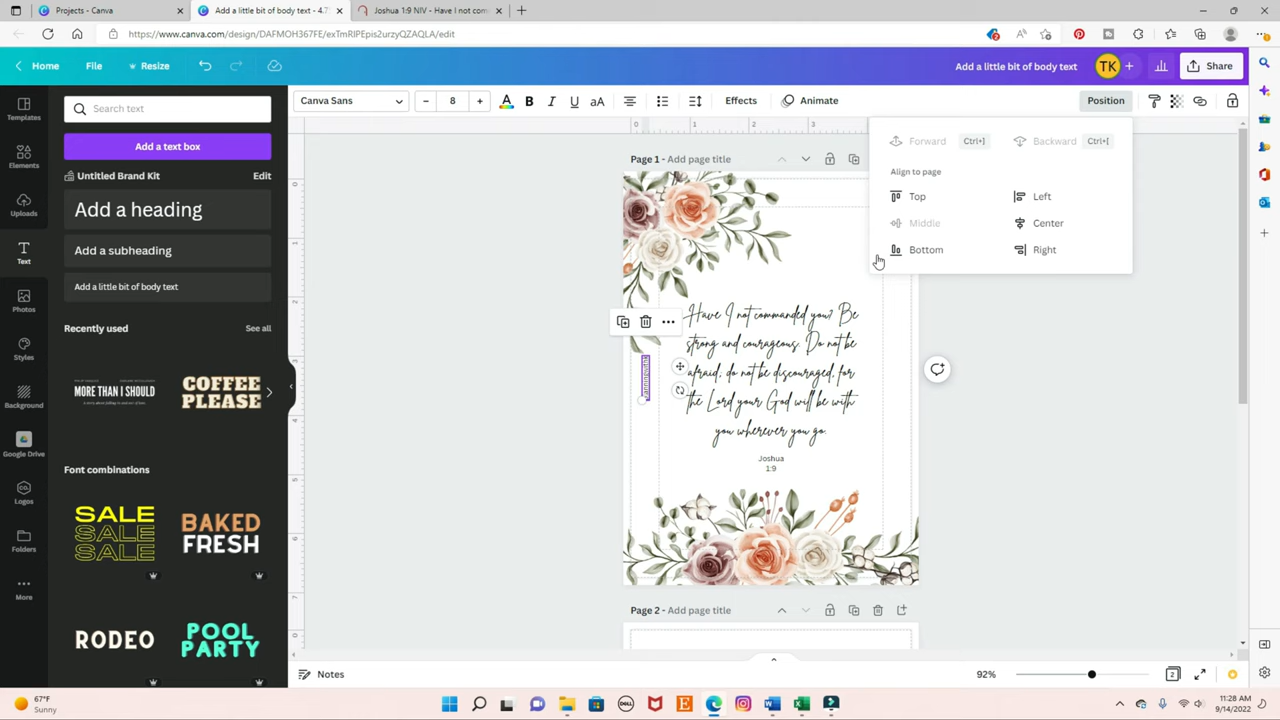 Projects - Canva
Add a little bit of body text - 4.7
Joshua 1:9 NIV - Have I not com
https://www.canva.com/design/DAFMOH367FE/exTmRlPEpis2urzyQZAQLA/edit
Home
File
Resize
Add a little bit of body text
TK
Share
Canva Sans
8
B
I
U
aA
Effects
Animate
Position
Templates
Elements
Uploads
Text
Photos
Styles
Background
Google Drive
Logos
Folders
More
Search text
Add a text box
Untitled Brand Kit
Edit
Add a heading
Add a subheading
Add a little bit of body text
Recently used
See all
MORE THAN I SHOULD
COFFEE
PLEASE
Font combinations
SALE
SALE
SALE
BAKED
FRESH
RODEO
POOL
PARTY
0 1 2 3
Page 1 - Add page title
Forward Ctrl+]
Backward Ctrl+[
Align to page
Top
Left
Middle
Center
Bottom
Right
Have I not commanded you? Be
strong and courageous. Do not be
afraid; do not be discouraged, for
the Lord your God will be with
you wherever you go.
Joshua
1:9
Page 2 - Add page title
Notes
92%
2
67°F
Sunny
11:28 AM
9/14/2022